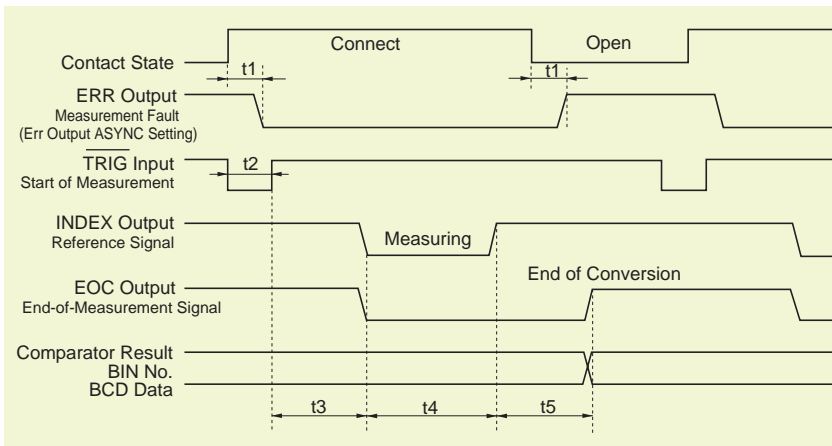 Contact State
Connect
Open
t1
t1
ERR Output
Measurement Fault
(Err Output ASYNC Setting)
TRIG Input
Start of Measurement
t2
INDEX Output
Reference Signal
Measuring
EOC Output
End-of-Measurement Signal
End of Conversion
Comparator Result
BIN No.
BCD Data
t3
t4
t5